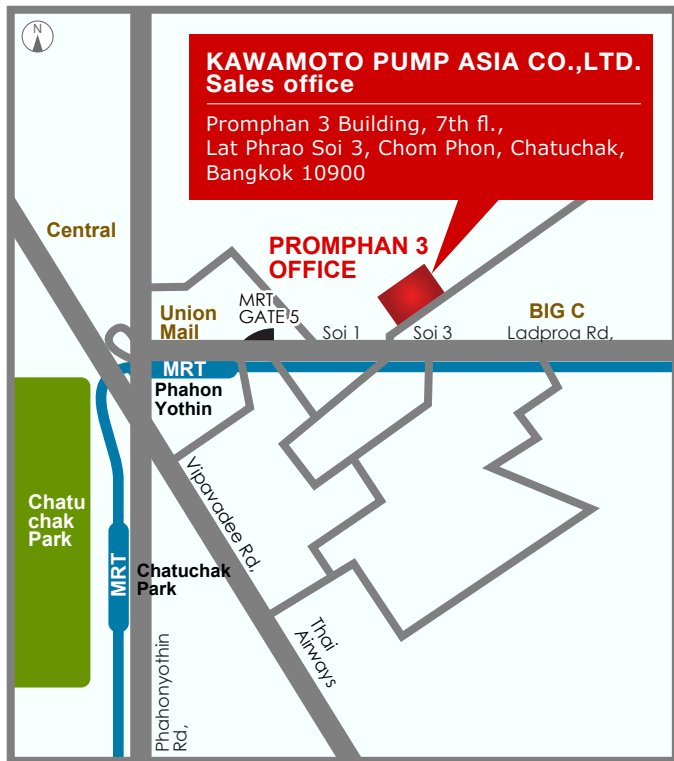 N
KAWAMOTO PUMP ASIA CO.,LTD.
Sales office
Promphan 3 Building, 7th fl.,
Lat Phrao Soi 3, Chom Phon, Chatuchak,
Bangkok 10900
Central
PROMPHAN 3
OFFICE
MRT
GATE 5
Union
Mail
Soi 1
Soi 3
BIG C
Ladproa Rd,
MRT
Phahon
Yothin
Vipavadee Rd,
Chatu
chak
Park
MRT
Chatuchak
Park
Thai
Airways
Phahonyothin
Rd,